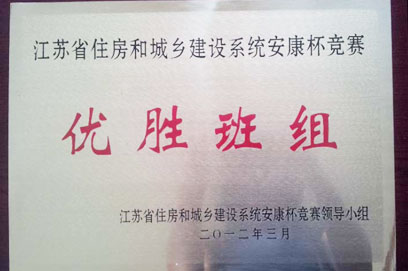 江苏省住房和城乡建设系统安康杯竞赛
优胜班组
江苏省住房和城乡建设系统安康杯竞赛领导小组
二〇一二年三月